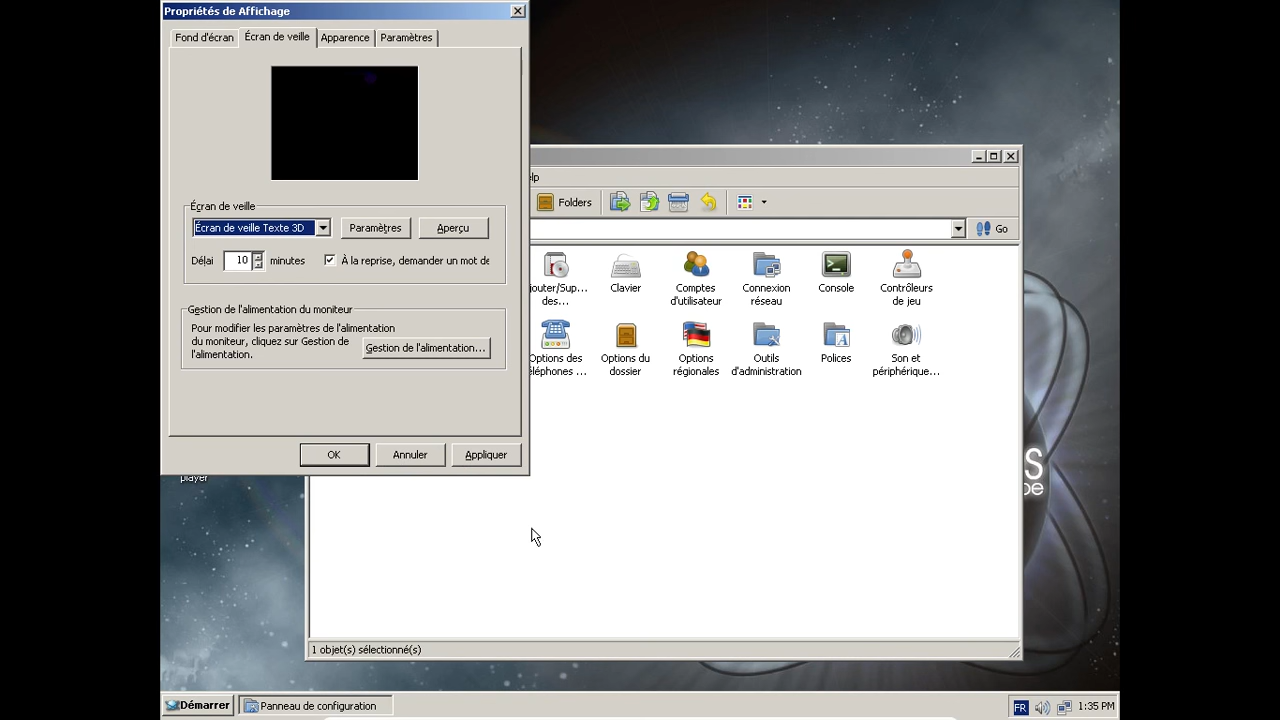 Propriétés de Affichage
Fond d'écran
Écran de veille
Apparence
Paramètres
Écran de veille
Écran de veille Texte 3D
Paramètres
Aperçu
Délai
10
minutes
À la reprise, demander un mot de
Gestion de l'alimentation du moniteur
Pour modifier les paramètres de l'alimentation
du moniteur, cliquez sur Gestion de
l'alimentation.
Gestion de l'alimentation...
OK
Annuler
Appliquer
elp
Folders
Go
jouter/Sup...
des...
Clavier
Comptes
d'utilisateur
Connexion
réseau
Console
Contrôleurs
de jeu
Options des
éléphones ...
Options du
dossier
Options
régionales
Outils
d'administration
Polices
Son et
périphérique...
1 objet(s) sélectionné(s)
player
Démarrer
Panneau de configuration
FR
1:35 PM